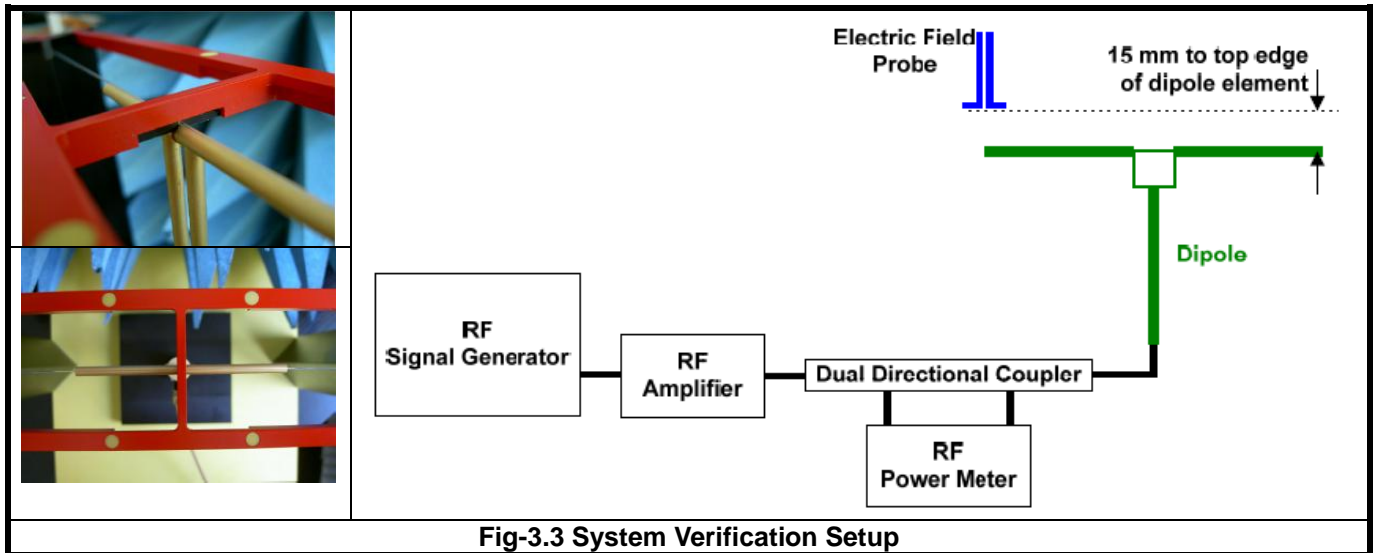 Electric Field
Probe
15 mm to top edge
of dipole element
Dipole
RF
Signal Generator
RF
Amplifier
Dual Directional Coupler
RF
Power Meter
Fig-3.3 System Verification Setup